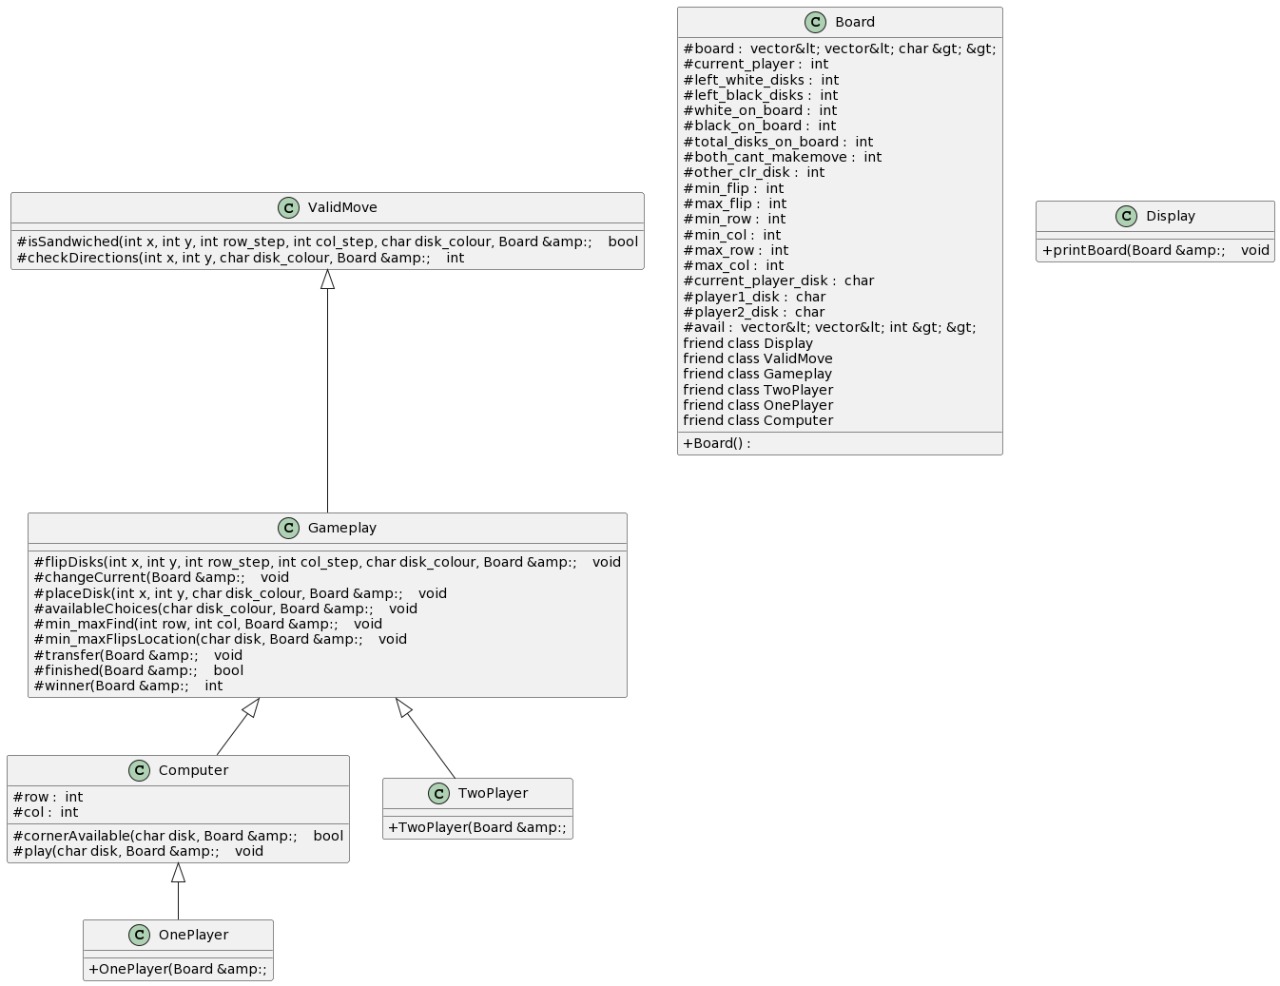 C Board
#board :  vector&lt; vector&lt; char &gt; &gt;
#current_player :  int
#left_white_disks :  int
#left_black_disks :  int
#white_on_board :  int
#black_on_board :  int
#total_disks_on_board :  int
#both_cant_makemove :  int
#other_clr_disk :  int
#min_flip :  int
#max_flip :  int
#min_row :  int
#min_col :  int
#max_row :  int
#max_col :  int
#current_player_disk :  char
#player1_disk :  char
#player2_disk :  char
#avail :  vector&lt; vector&lt; int &gt; &gt;
friend class Display
friend class ValidMove
friend class Gameplay
friend class TwoPlayer
friend class OnePlayer
friend class Computer
+Board() :
C ValidMove
#isSandwiched(int x, int y, int row_step, int col_step, char disk_colour, Board &amp:;    bool
#checkDirections(int x, int y, char disk_colour, Board &amp:;    int
C Display
+printBoard(Board &amp:;    void
C Gameplay
#flipDisks(int x, int y, int row_step, int col_step, char disk_colour, Board &amp:;    void
#changeCurrent(Board &amp:;    void
#placeDisk(int x, int y, char disk_colour, Board &amp:;    void
#availableChoices(char disk_colour, Board &amp:;    void
#min_maxFind(int row, int col, Board &amp:;    void
#min_maxFlipsLocation(char disk, Board &amp:;    void
#transfer(Board &amp:;    void
#finished(Board &amp:;    bool
#winner(Board &amp:;    int
C Computer
#row :  int
#col :  int
#cornerAvailable(char disk, Board &amp:;    bool
#play(char disk, Board &amp:;    void
C TwoPlayer
+TwoPlayer(Board &amp:;
C OnePlayer
+OnePlayer(Board &amp:;